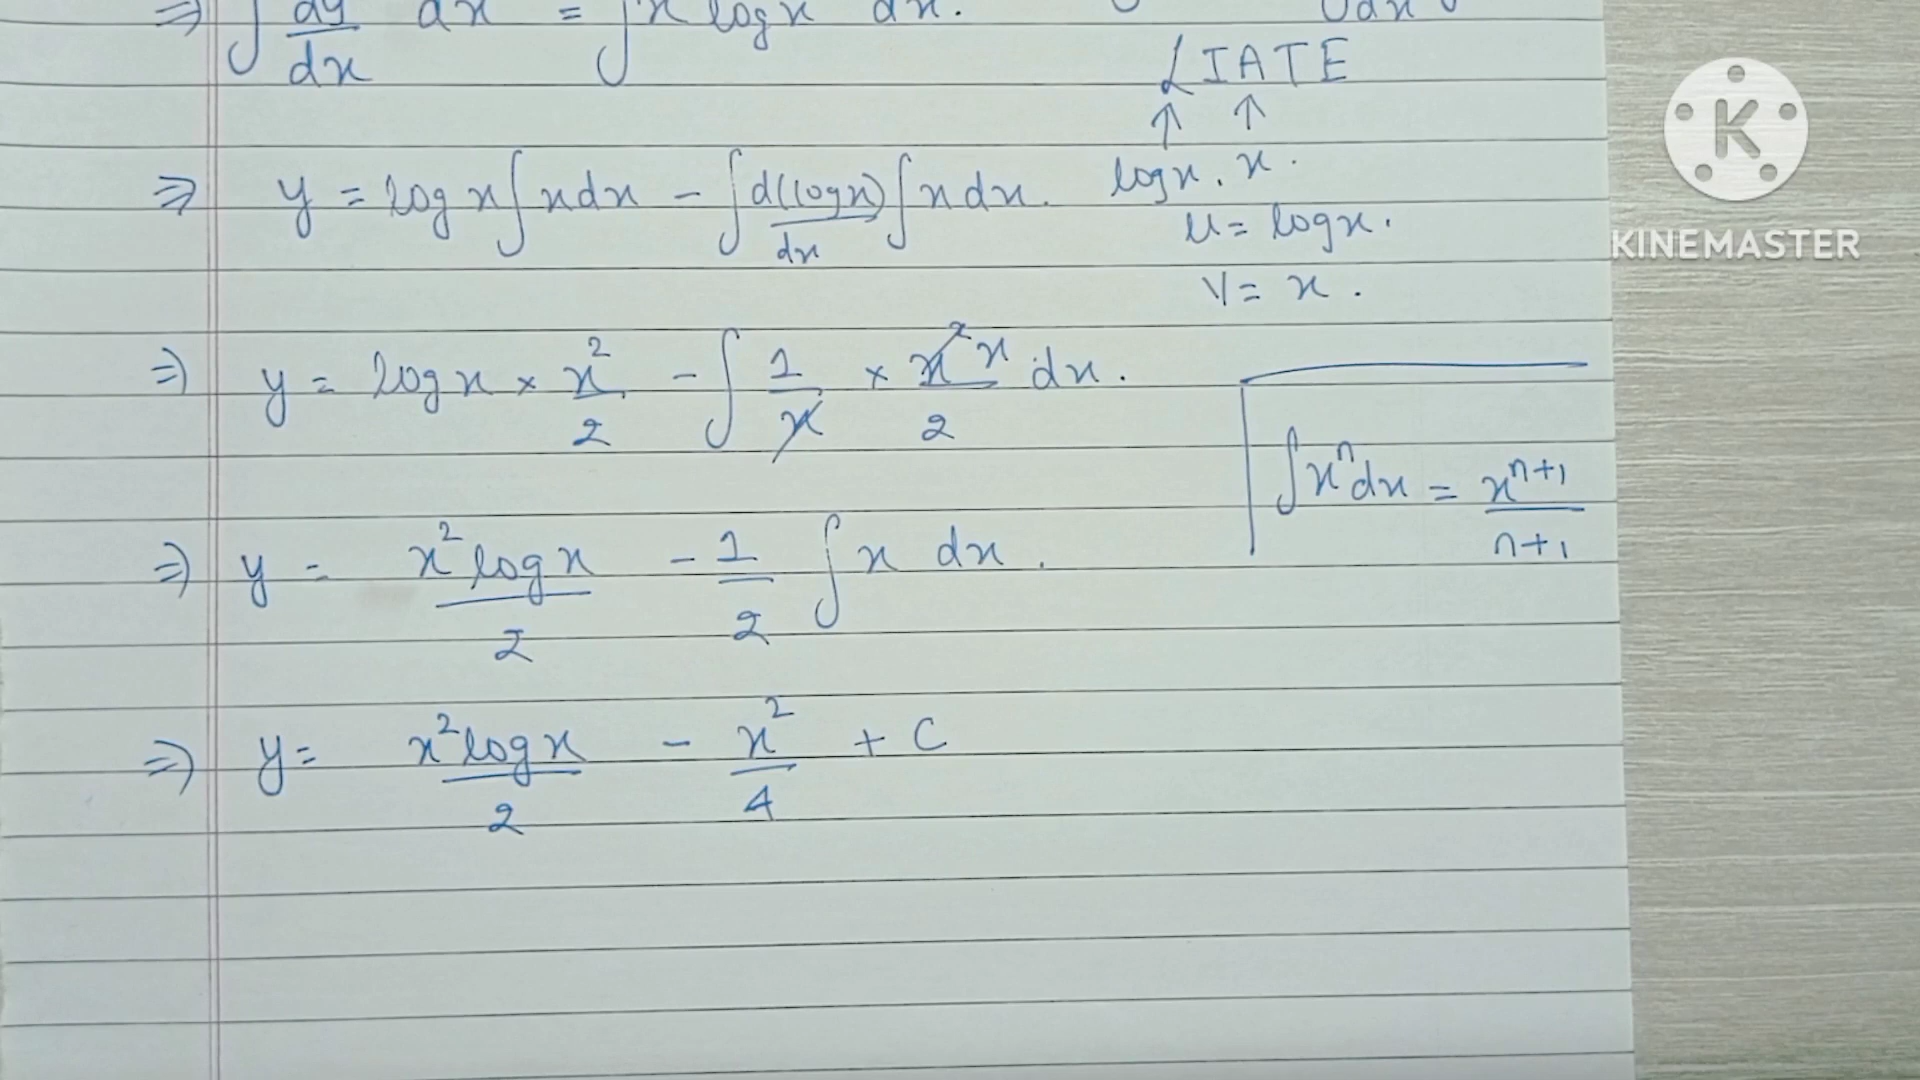 ⇒ ∫ dy/dx dx = ∫ x log x dx.
LIATE
↑ ↑
⇒ y = log x ∫ x dx - ∫ d(log x)/dx ∫ x dx.
log x . x .
u = log x .
v = x .
⇒ y = log x × x²/2 - ∫ 1/x × x² x/2 dx .
∫ xⁿ dx = xⁿ⁺¹/n+1
⇒ y = x² log x/2 - 1/2 ∫ x dx .
⇒ y = x² log x/2 - x²/4 + C
K
KINEMASTER